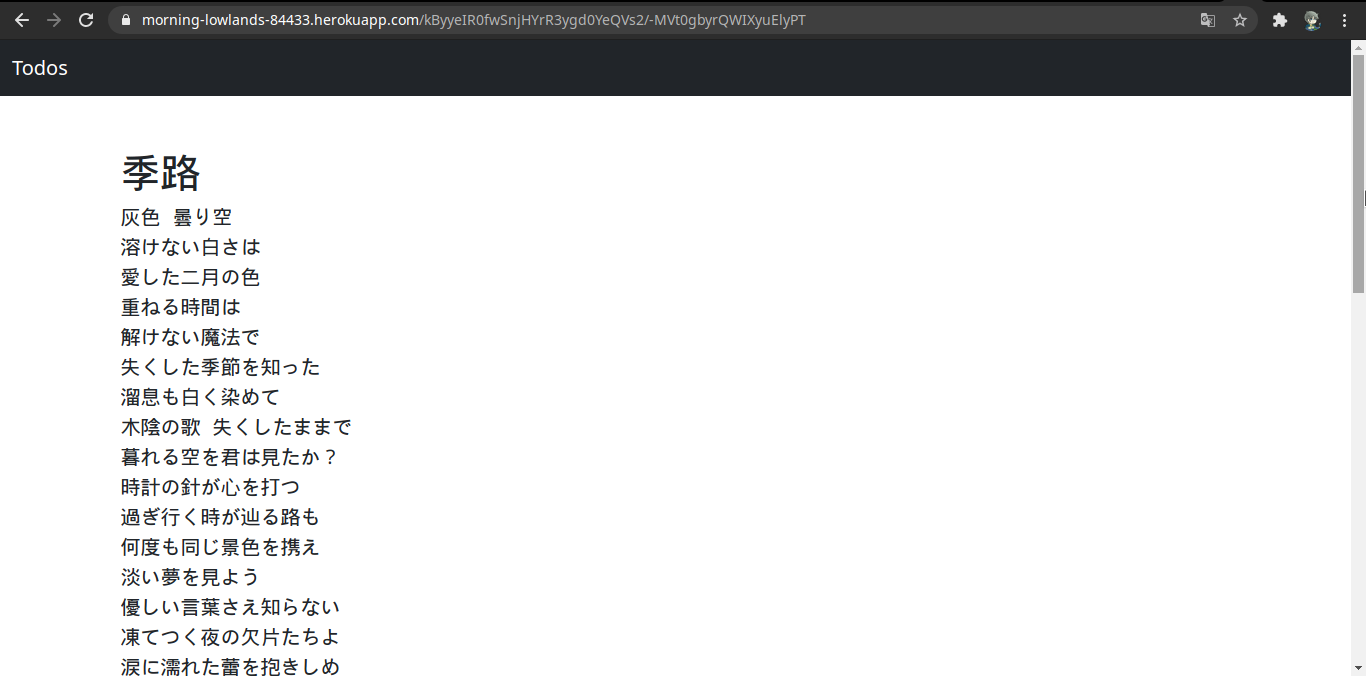 morning-lowlands-84433.herokuapp.com/kByyeIR0fwSnjHYrR3ygd0YeQVs2/-MVt0gbyrQWIXyuElyPT
Todos
季路
灰色 曇り空
溶けない白さは
愛した二月の色
重ねる時間は
解けない魔法で
失くした季節を知った
溜息も白く染めて
木陰の歌 失くしたままで
暮れる空を君は見たか？
時計の針が心を打つ
過ぎ行く時が辿る路も
何度も同じ景色を携え
淡い夢を見よう
優しい言葉さえ知らない
凍てつく夜の欠片たちよ
涙に濡れた蕾を抱きしめ